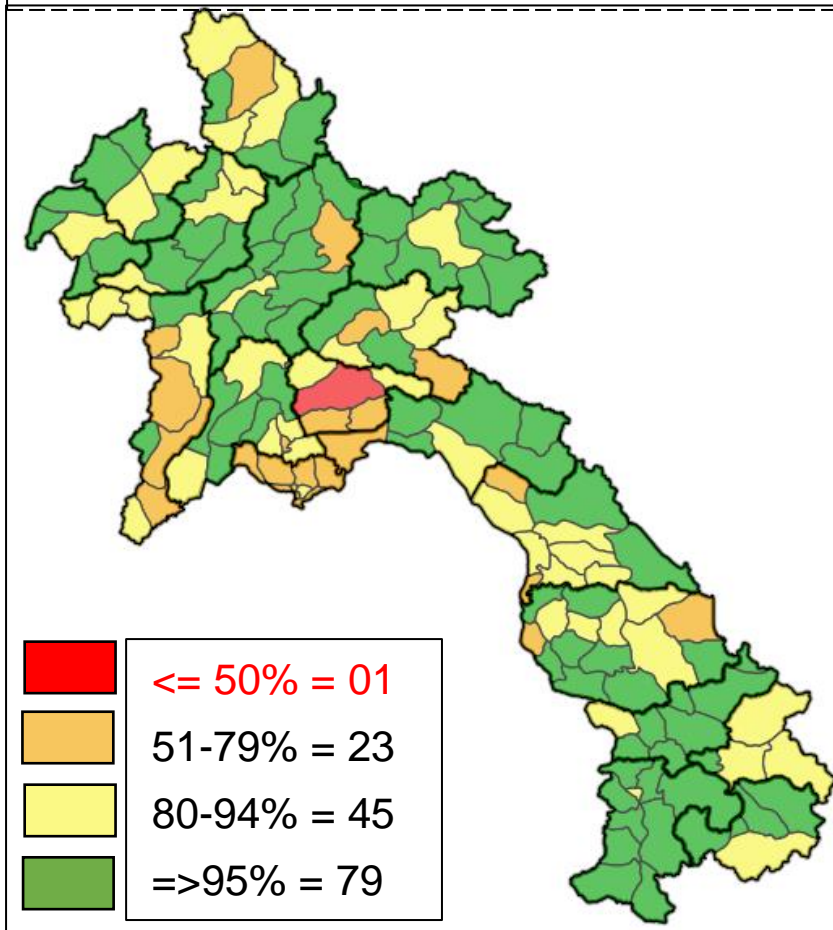 <= 50% = 01
51-79% = 23
80-94% = 45
=>95% = 79